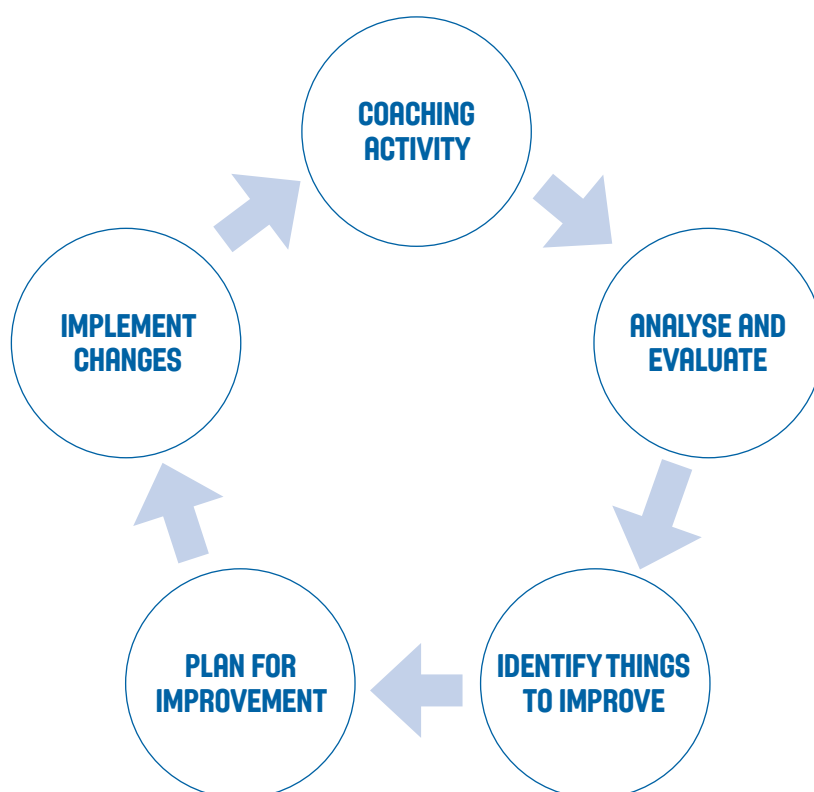 COACHING
ACTIVITY
ANALYSE AND
EVALUATE
IDENTIFY THINGS
TO IMPROVE
PLAN FOR
IMPROVEMENT
IMPLEMENT
CHANGES